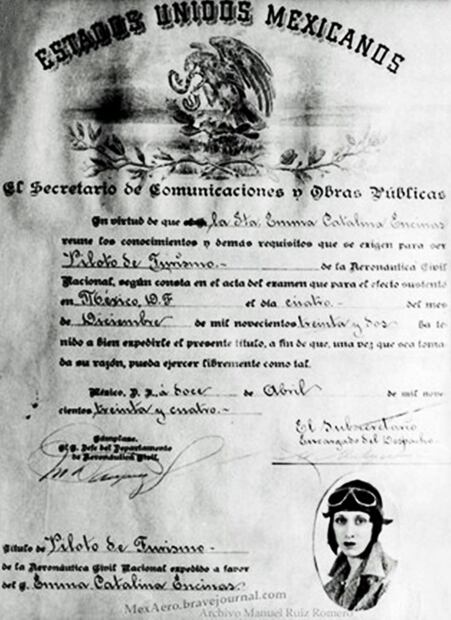 ESTADOS UNIDOS MEXICANOS
El Secretario de Comunicaciones y Obras Públicas
En virtud de que la Sta. Emma Catalina Encinas
reune los conocimientos y demás requisitos que se exigen para ser
Piloto de Turismo.- de la Aeronáutica Civil
Nacional, según consta en el acta del examen que para el efecto sustentó
en México, D.F el día cuatro.- del mes
de Diciembre de mil novecientos treinta y dos ha te-
nido a bien expedirle el presente título, a fin de que, una vez que sea toma-
da su razón, pueda ejercer libremente como tal.
México, D. F. á doce de Abril de mil nove-
cientos, treinta y cuatro.-
El Subsecretario
Encargado del Despacho.
Cúmplase.
El C. Jefe del Departamento
de Aeronáutica Civil,
Título de Piloto de Turismo.-
de la Aeronáutica Civil Nacional expedido a favor
del C. Emma Catalina Encinas
MexAero.bravejournal.com
Archivo Manuel Ruiz Romero